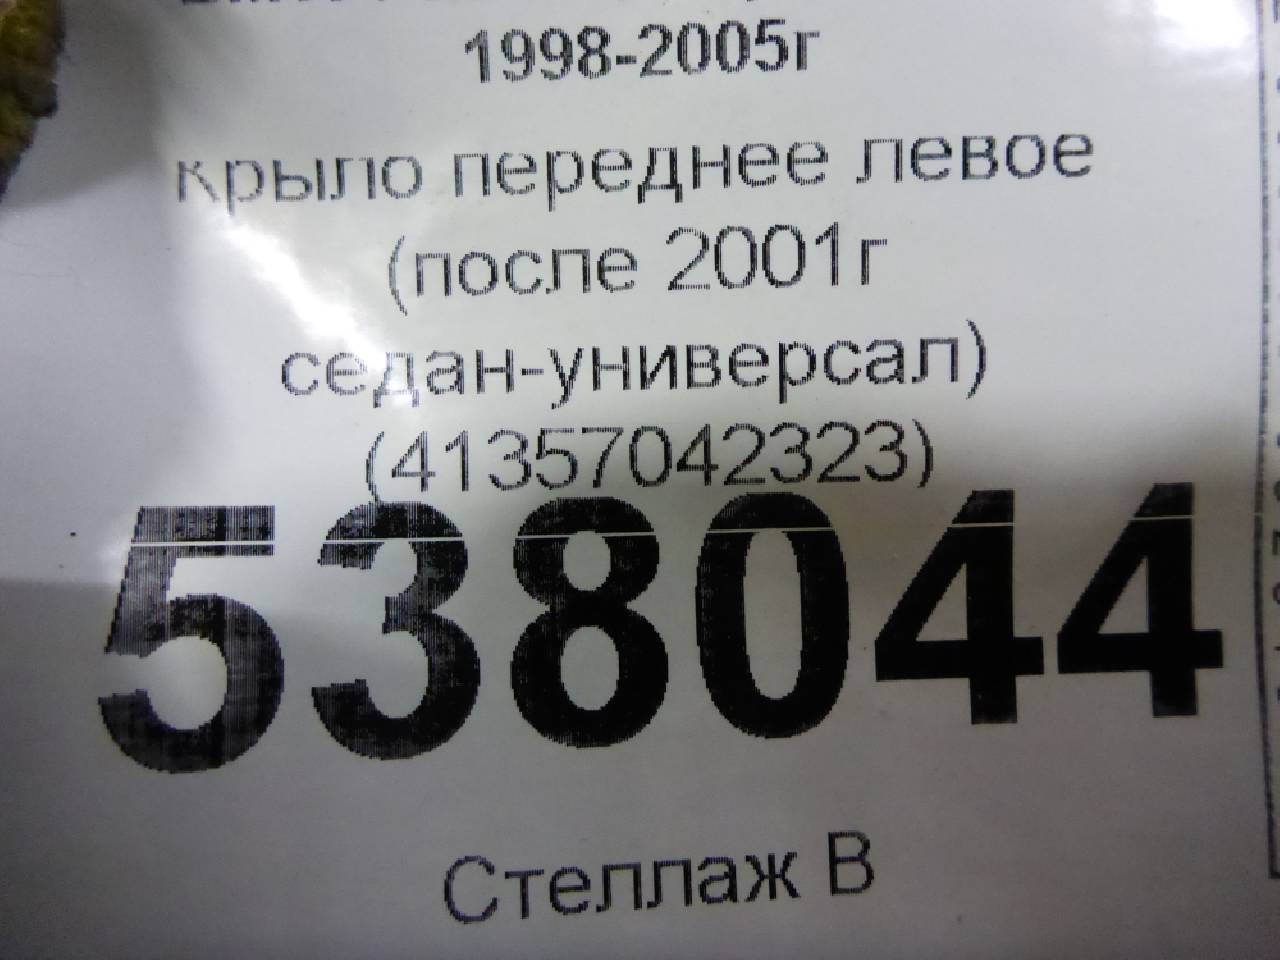 1998-2005г
крыло переднее левое
(после 2001г
седан-универсал)
(41357042323)
538044
Стеллаж В